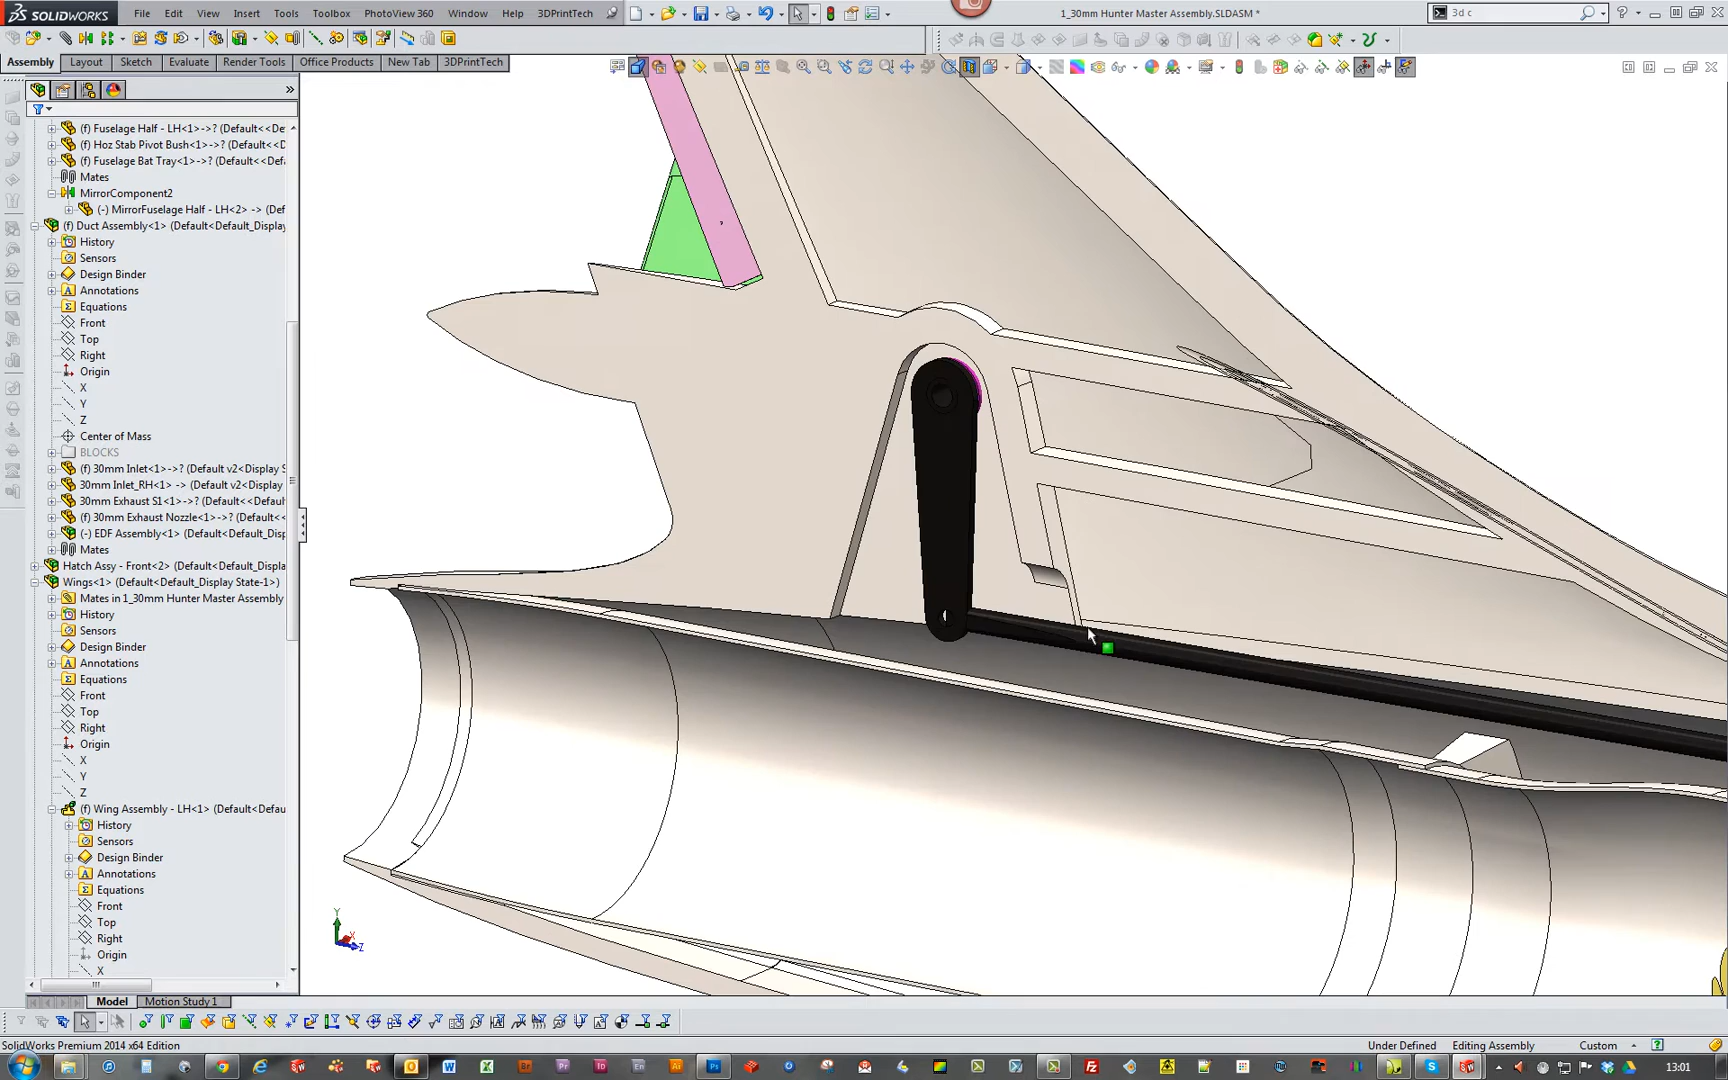 SOLIDWORKS File Edit View Insert Tools Toolbox PhotoView 360 Window Help 3DPrintTech 1_30mm Hunter Master Assembly.SLDASM * 3d c
Assembly Layout Sketch Evaluate Render Tools Office Products New Tab 3DPrintTech
(f) Fuselage Half - LH<1>->? (Default<<De
(f) Hoz Stab Pivot Bush<1>->? (Default<<D
(f) Fuselage Bat Tray<1>->? (Default<<De
Mates
MirrorComponent2
(-) MirrorFuselage Half - LH<2> -> (Def
(f) Duct Assembly<1> (Default<Default_Display
History
Sensors
Design Binder
Annotations
Equations
Front
Top
Right
Origin
X
Y
Z
Center of Mass
BLOCKS
(f) 30mm Inlet<1>->? (Default v2<Display S
30mm Inlet_RH<1> -> (Default v2<Display
30mm Exhaust S1<1>->? (Default<<Defau
(f) 30mm Exhaust Nozzle<1>->? (Default<
(-) EDF Assembly<1> (Default<Default_Disp
Mates
Hatch Assy - Front<2> (Default<Default_Displa
Wings<1> (Default<Default_Display State-1>)
Mates in 1_30mm Hunter Master Assembly
History
Sensors
Design Binder
Annotations
Equations
Front
Top
Right
Origin
X
Y
Z
(f) Wing Assembly - LH<1> (Default<Defau
History
Sensors
Design Binder
Annotations
Equations
Front
Top
Right
Origin
X
Y
X
Z
Model Motion Study 1
SolidWorks Premium 2014 x64 Edition Under Defined Editing Assembly Custom
13:01